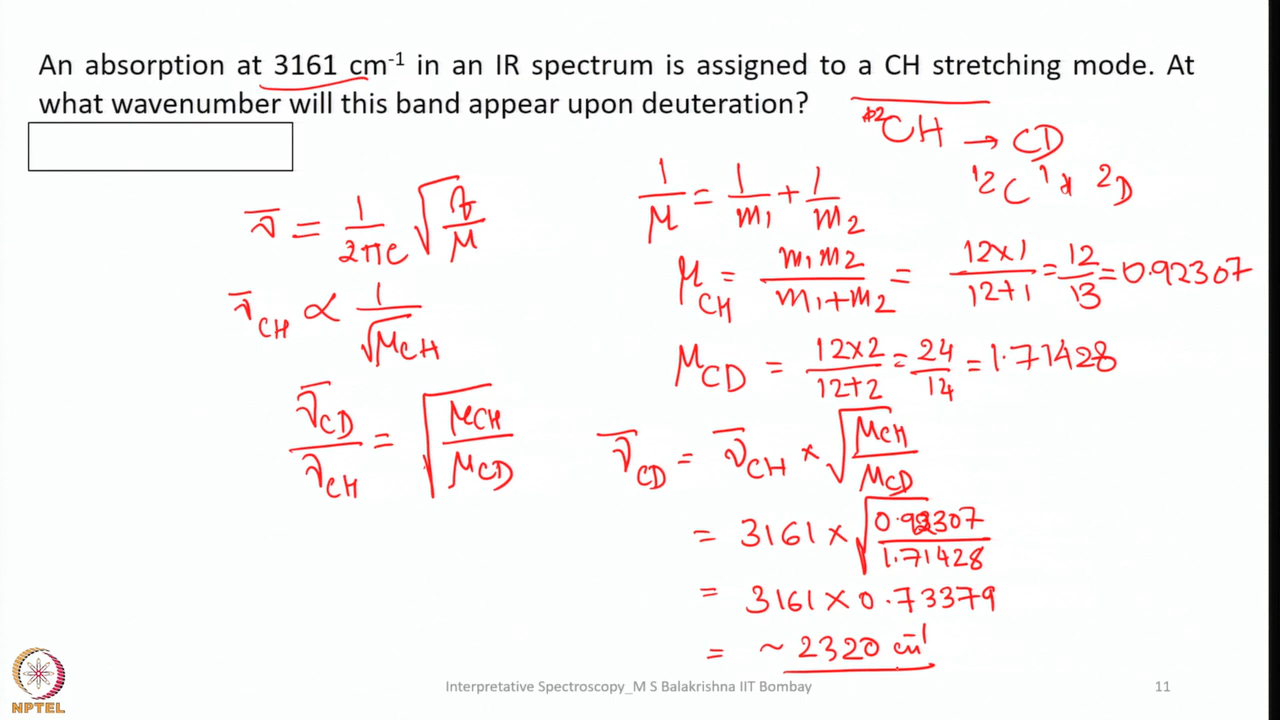 An absorption at 3161 cm⁻¹ in an IR spectrum is assigned to a CH stretching mode. At
what wavenumber will this band appear upon deuteration?
CH → CD
¹²C ¹H ²D
ν̄ = 1/2πc √(f/μ)
ν̄CH ∝ 1/√μCH
ν̄CD/ν̄CH = √(μCH/μCD)
1/μ = 1/m₁ + 1/m₂
μCH = m₁m₂/(m₁+m₂) = 12×1/(12+1) = 12/13 = 0.92307
μCD = 12×2/(12+2) = 24/14 = 1.71428
ν̄CD = ν̄CH × √(μCH/μCD)
= 3161 × √(0.92307/1.71428)
= 3161 × 0.73379
= ~ 2320 cm⁻¹
NPTEL
Interpretative Spectroscopy_M S Balakrishna IIT Bombay
11